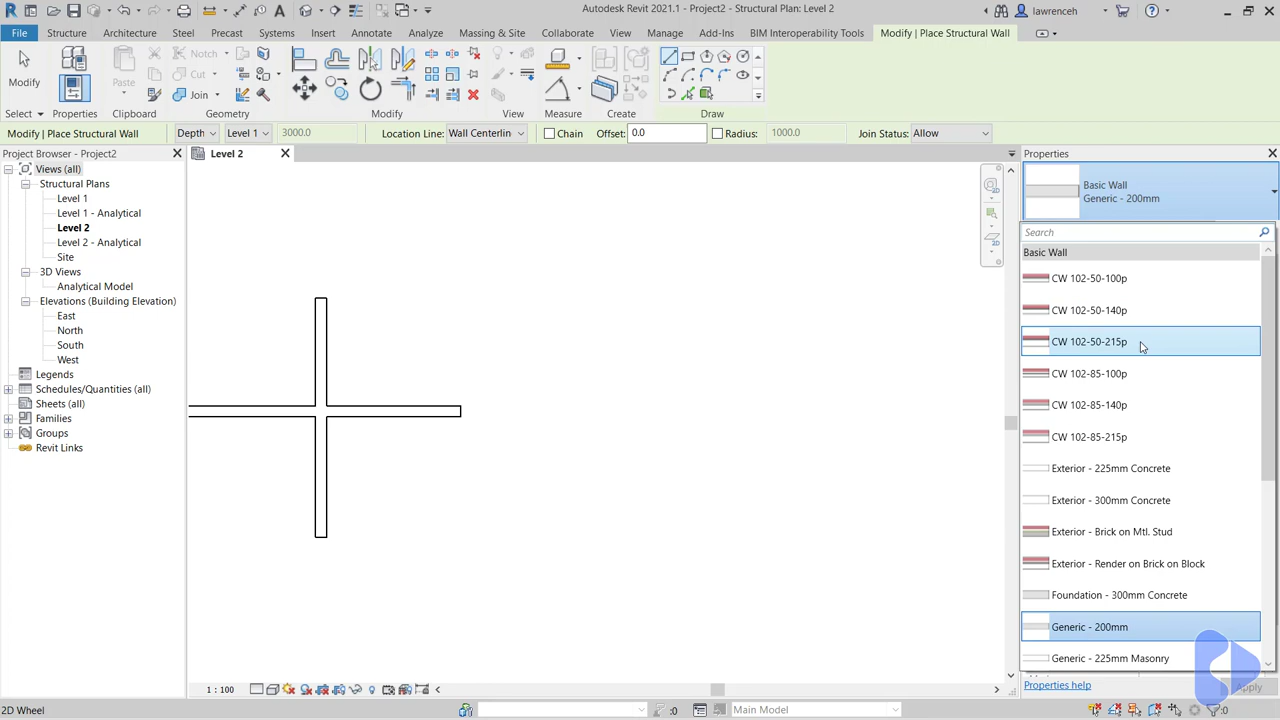 Autodesk Revit 2021.1 - Project2 - Structural Plan: Level 2
lawrenceh
File Structure Architecture Steel Precast Systems Insert Annotate Analyze Massing & Site Collaborate View Manage Add-Ins BIM Interoperability Tools Modify | Place Structural Wall
Modify
Paste
Notch
Cut
Join
Select Properties Clipboard Geometry Modify View Measure Create Draw
Modify | Place Structural Wall Depth Level 1 3000.0 Location Line: Wall Centerlin Chain Offset: 0.0 Radius: 1000.0 Join Status: Allow
Project Browser - Project2
Views (all)
Structural Plans
Level 1
Level 1 - Analytical
Level 2
Level 2 - Analytical
Site
3D Views
Analytical Model
Elevations (Building Elevation)
East
North
South
West
Legends
Schedules/Quantities (all)
Sheets (all)
Families
Groups
Revit Links
Level 2
2D
Properties
Basic Wall
Generic - 200mm
Search
Basic Wall
CW 102-50-100p
CW 102-50-140p
CW 102-50-215p
CW 102-85-100p
CW 102-85-140p
CW 102-85-215p
Exterior - 225mm Concrete
Exterior - 300mm Concrete
Exterior - Brick on Mtl. Stud
Exterior - Render on Brick on Block
Foundation - 300mm Concrete
Generic - 200mm
Generic - 225mm Masonry
Properties help
Apply
1 : 100
2D Wheel
:0
Main Model
:0